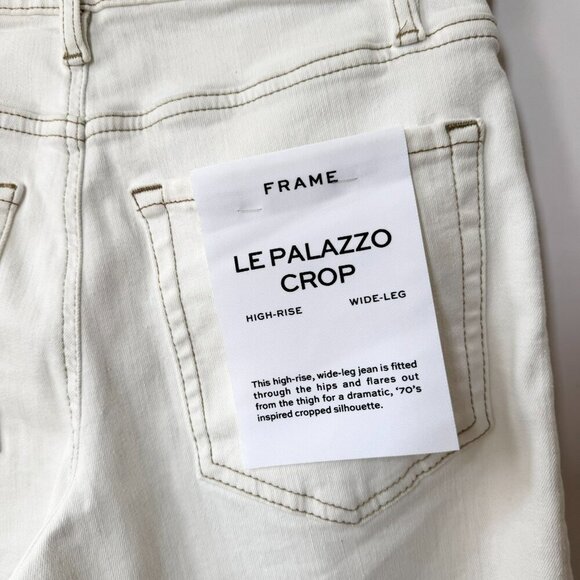 FRAME
LE PALAZZO
CROP
HIGH-RISE WIDE-LEG
This high-rise, wide-leg jean is fitted
through the hips and flares out
from the thigh for a dramatic, ‘70’s
inspired cropped silhouette.